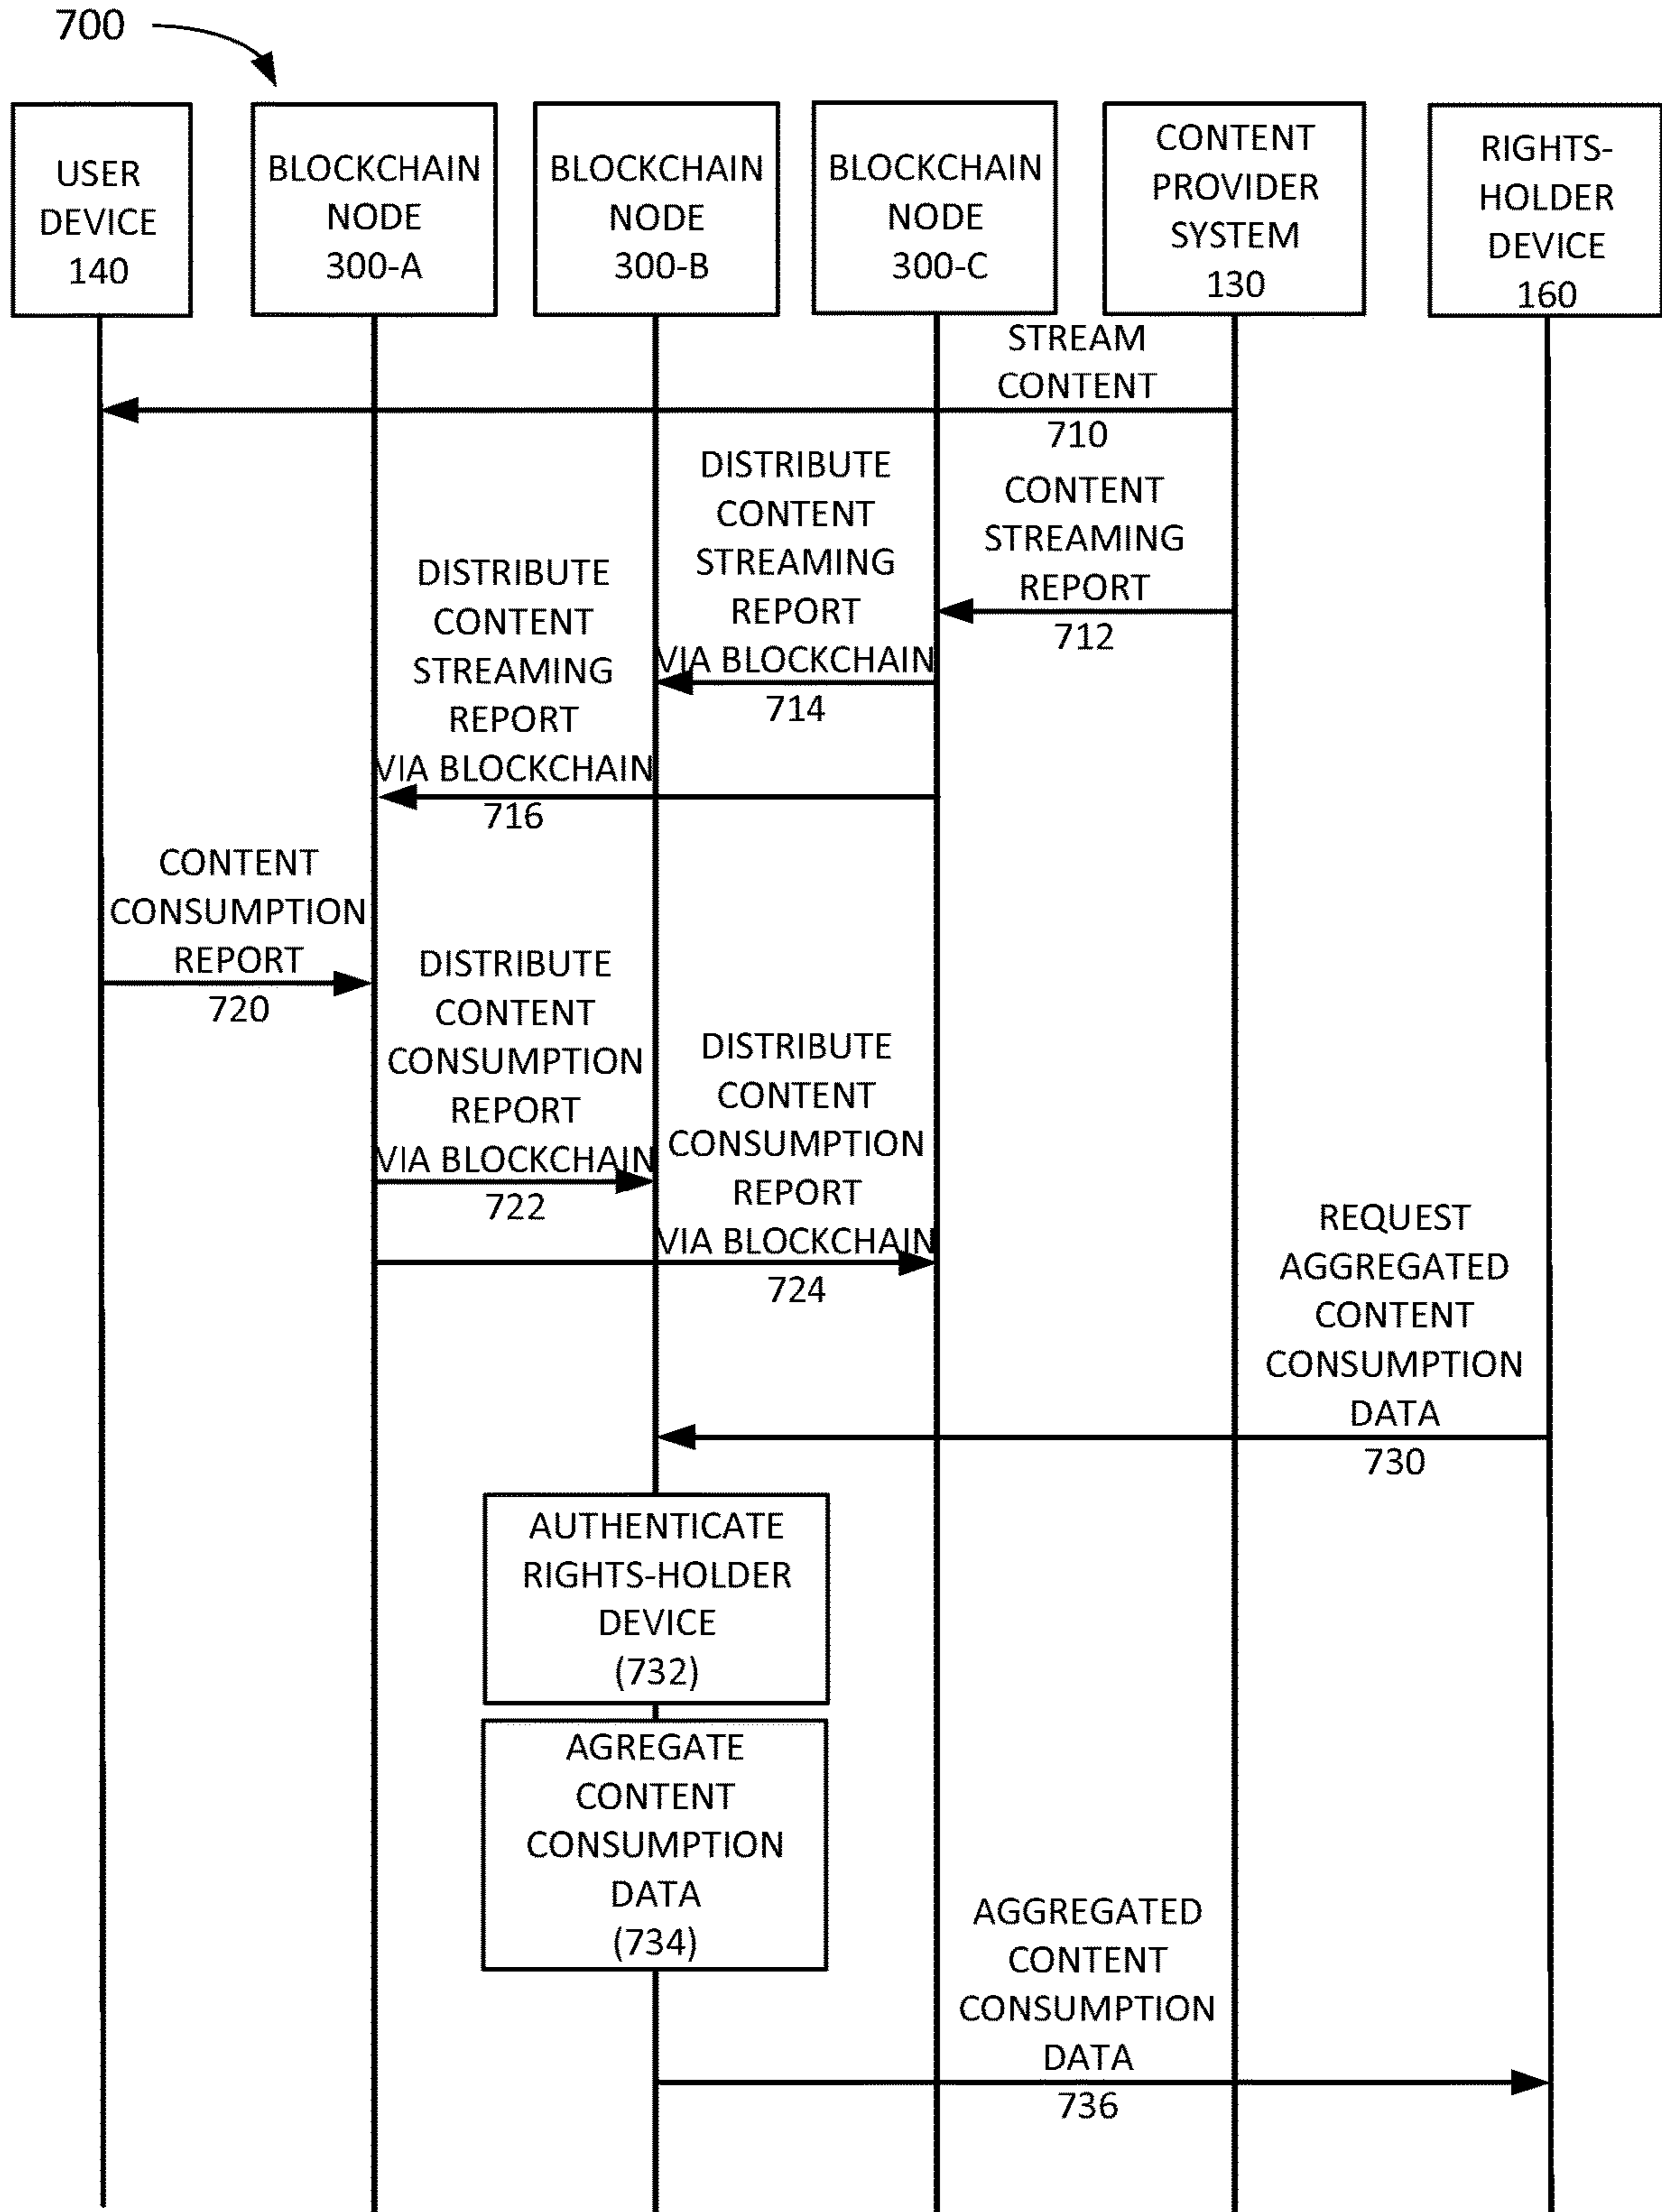 700
USER
DEVICE
140
BLOCKCHAIN
NODE
300-A
BLOCKCHAIN
NODE
300-B
BLOCKCHAIN
NODE
300-C
CONTENT
PROVIDER
SYSTEM
130
RIGHTS-
HOLDER
DEVICE
160
STREAM
CONTENT
710
CONTENT
STREAMING
REPORT
712
DISTRIBUTE
CONTENT
STREAMING
REPORT
VIA BLOCKCHAIN
714
DISTRIBUTE
CONTENT
STREAMING
REPORT
VIA BLOCKCHAIN
716
CONTENT
CONSUMPTION
REPORT
720
DISTRIBUTE
CONTENT
CONSUMPTION
REPORT
VIA BLOCKCHAIN
722
DISTRIBUTE
CONTENT
CONSUMPTION
REPORT
VIA BLOCKCHAIN
724
REQUEST
AGGREGATED
CONTENT
CONSUMPTION
DATA
730
AUTHENTICATE
RIGHTS-HOLDER
DEVICE
(732)
AGREGATE
CONTENT
CONSUMPTION
DATA
(734)
AGGREGATED
CONTENT
CONSUMPTION
DATA
736